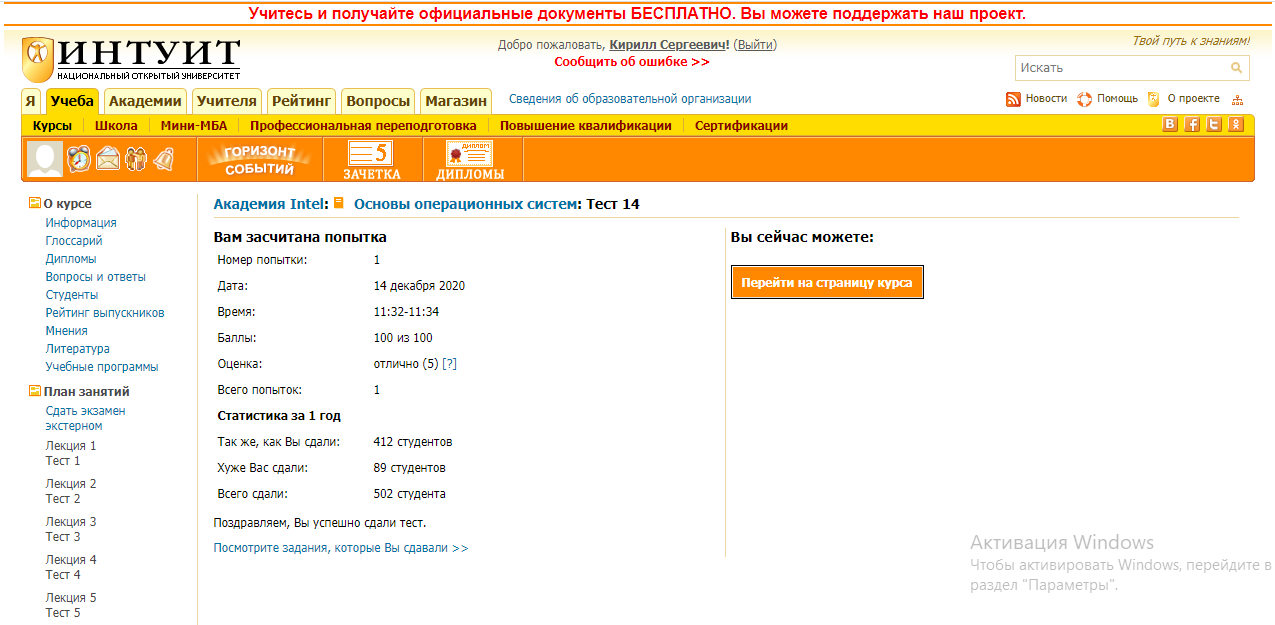 Учитесь и получайте официальные документы БЕСПЛАТНО. Вы можете поддержать наш проект.
ИНТУИТ
НАЦИОНАЛЬНЫЙ ОТКРЫТЫЙ УНИВЕРСИТЕТ
Добро пожаловать, Кирилл Сергеевич! (Выйти)
Сообщить об ошибке >>
Твой путь к знаниям!
Искать
Я Учеба Академии Учителя Рейтинг Вопросы Магазин Сведения об образовательной организации Новости Помощь О проекте
Курсы Школа Мини-МБА Профессиональная переподготовка Повышение квалификации Сертификации
ГОРИЗОНТ
СОБЫТИЙ
5
ЗАЧЕТКА
ДИПЛОМ
ДИПЛОМЫ
О курсе
Информация
Глоссарий
Дипломы
Вопросы и ответы
Студенты
Рейтинг выпускников
Мнения
Литература
Учебные программы
План занятий
Сдать экзамен
экстерном
Лекция 1
Тест 1
Лекция 2
Тест 2
Лекция 3
Тест 3
Лекция 4
Тест 4
Лекция 5
Тест 5
Академия Intel: Основы операционных систем: Тест 14
Вам засчитана попытка
Номер попытки: 1
Дата: 14 декабря 2020
Время: 11:32-11:34
Баллы: 100 из 100
Оценка: отлично (5) [?]
Всего попыток: 1
Статистика за 1 год
Так же, как Вы сдали: 412 студентов
Хуже Вас сдали: 89 студентов
Всего сдали: 502 студента
Поздравляем, Вы успешно сдали тест.
Посмотрите задания, которые Вы сдавали >>
Вы сейчас можете:
Перейти на страницу курса
Активация Windows
Чтобы активировать Windows, перейдите в
раздел "Параметры".